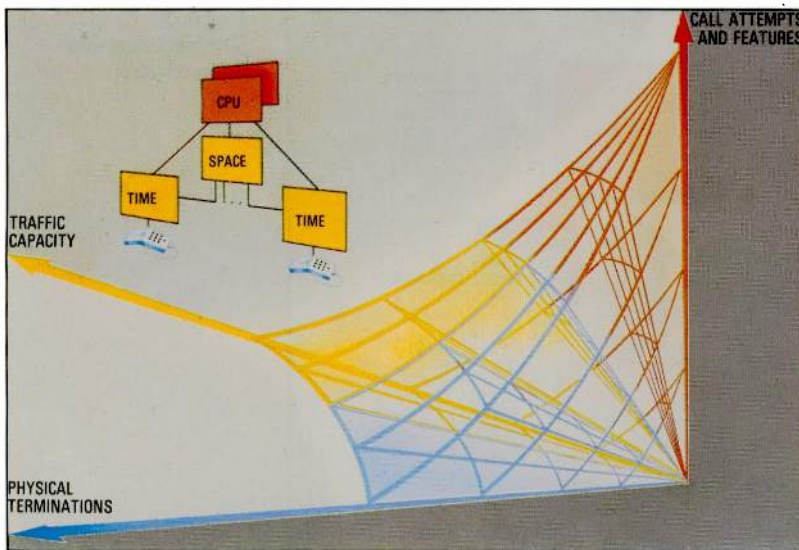 CALL ATTEMPTS
AND FEATURES
CPU
SPACE
TIME
TIME
TRAFFIC
CAPACITY
PHYSICAL
TERMINATIONS